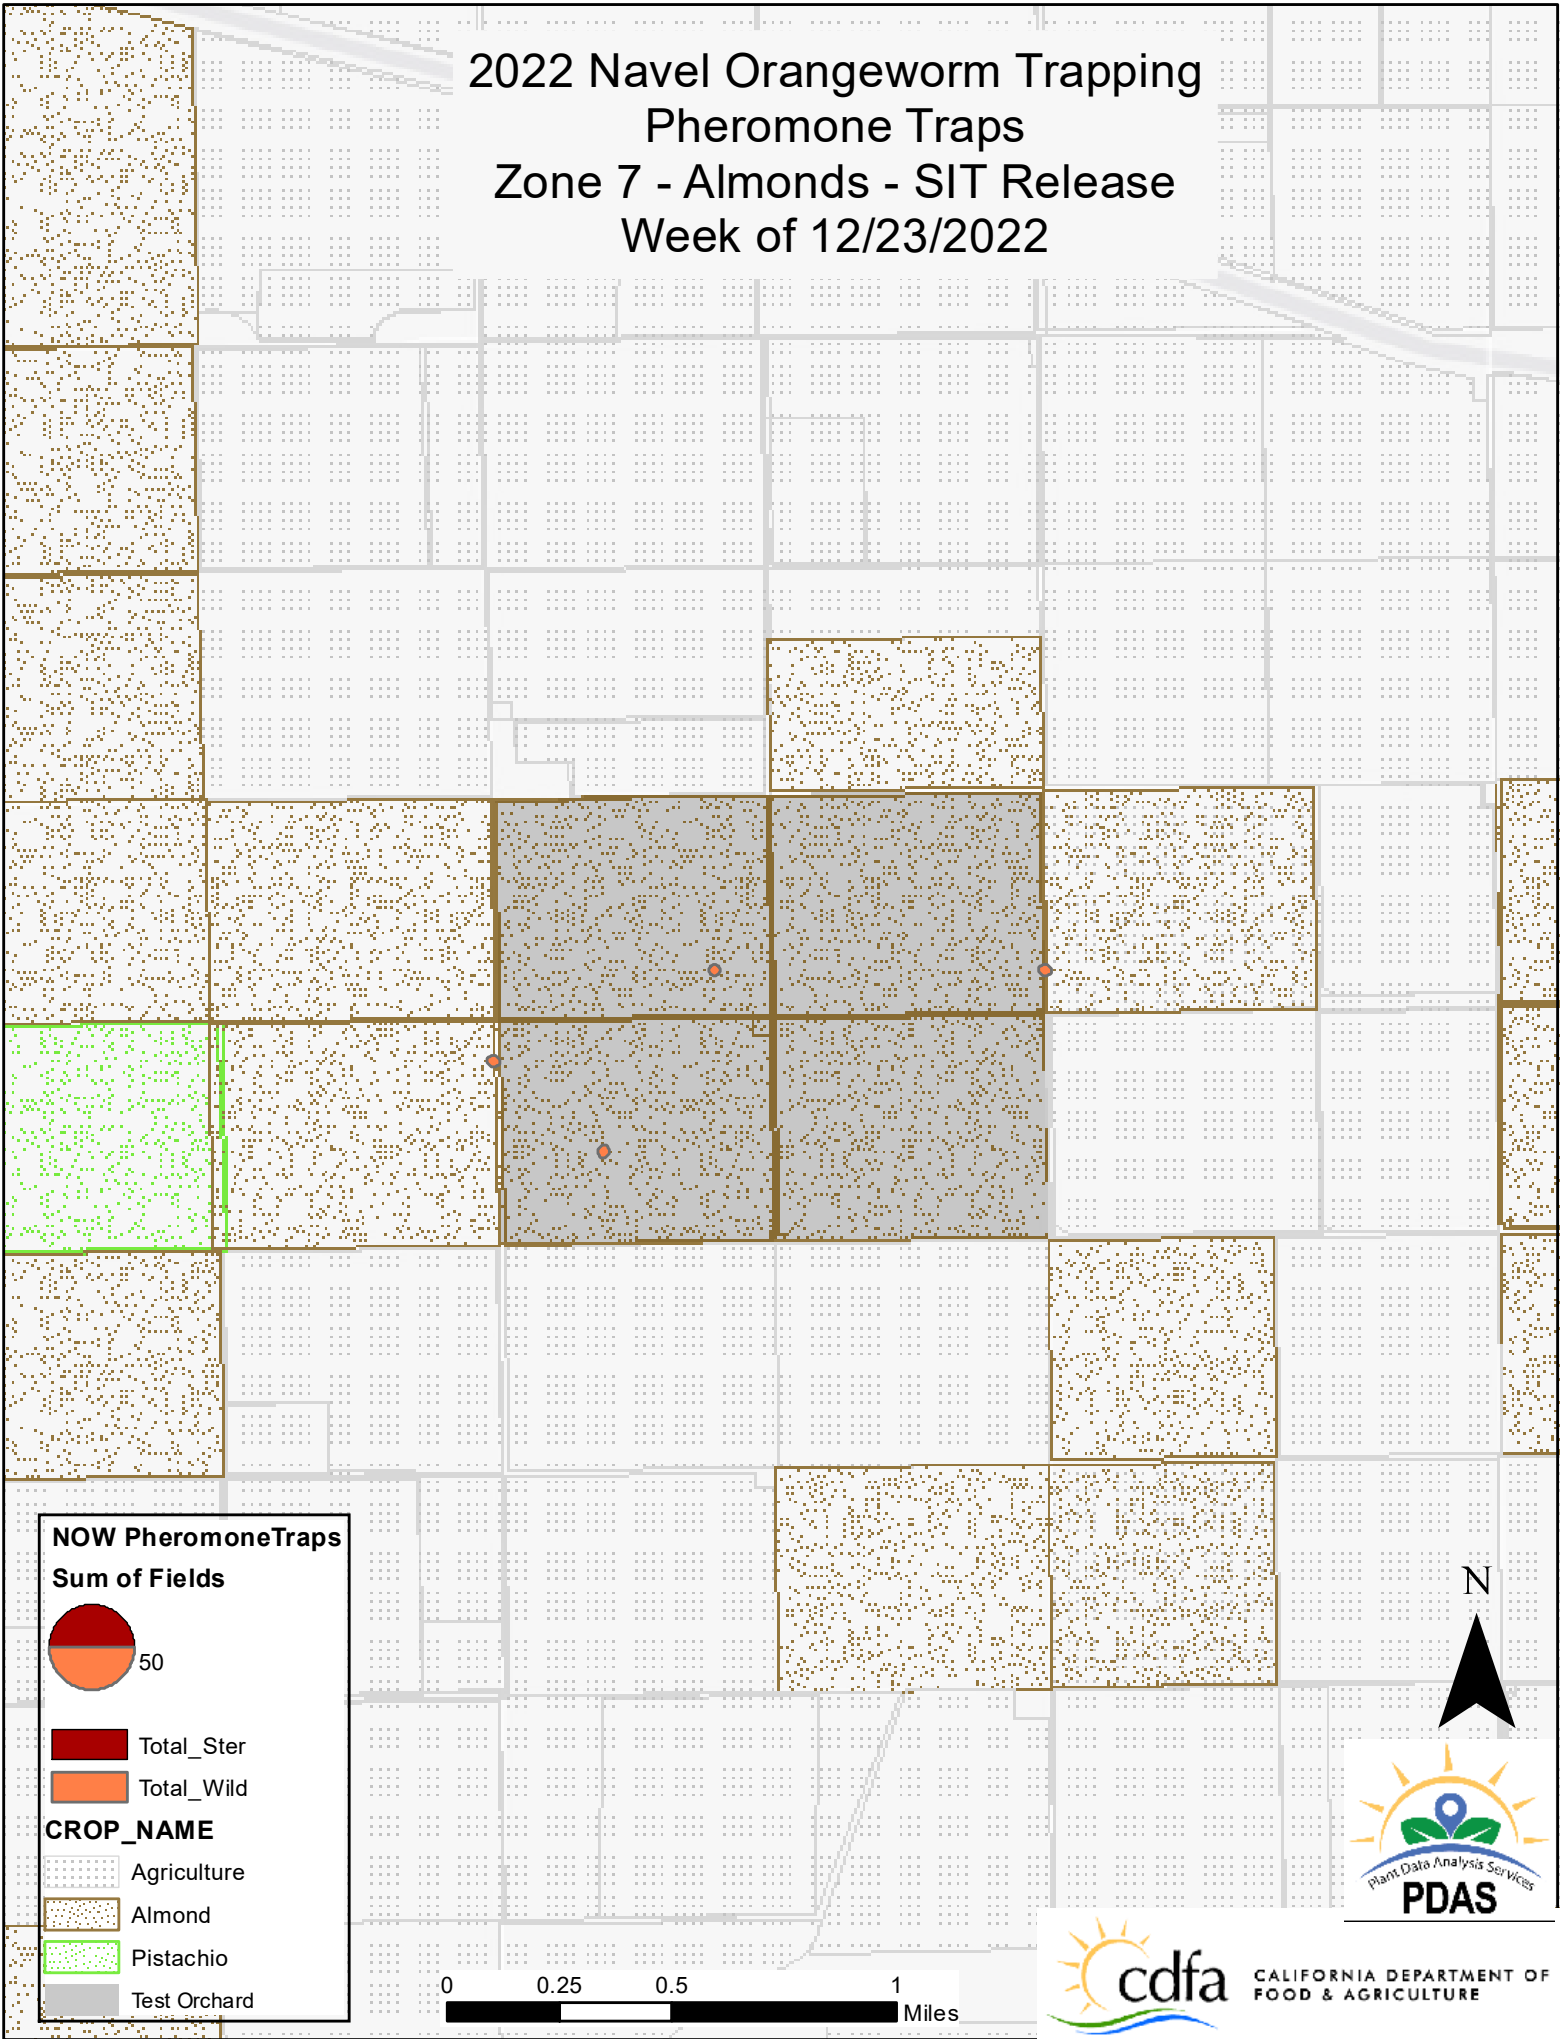 2022 Navel Orangeworm Trapping
Pheromone Traps
Zone 7 - Almonds - SIT Release
Week of 12/23/2022
NOW PheromoneTraps
Sum of Fields
50
Total_Ster
Total_Wild
CROP_NAME
Agriculture
Almond
Pistachio
Test Orchard
0 0.25 0.5 1
Miles
N
Plant Data Analysis Services
PDAS
cdfa
CALIFORNIA DEPARTMENT OF
FOOD & AGRICULTURE